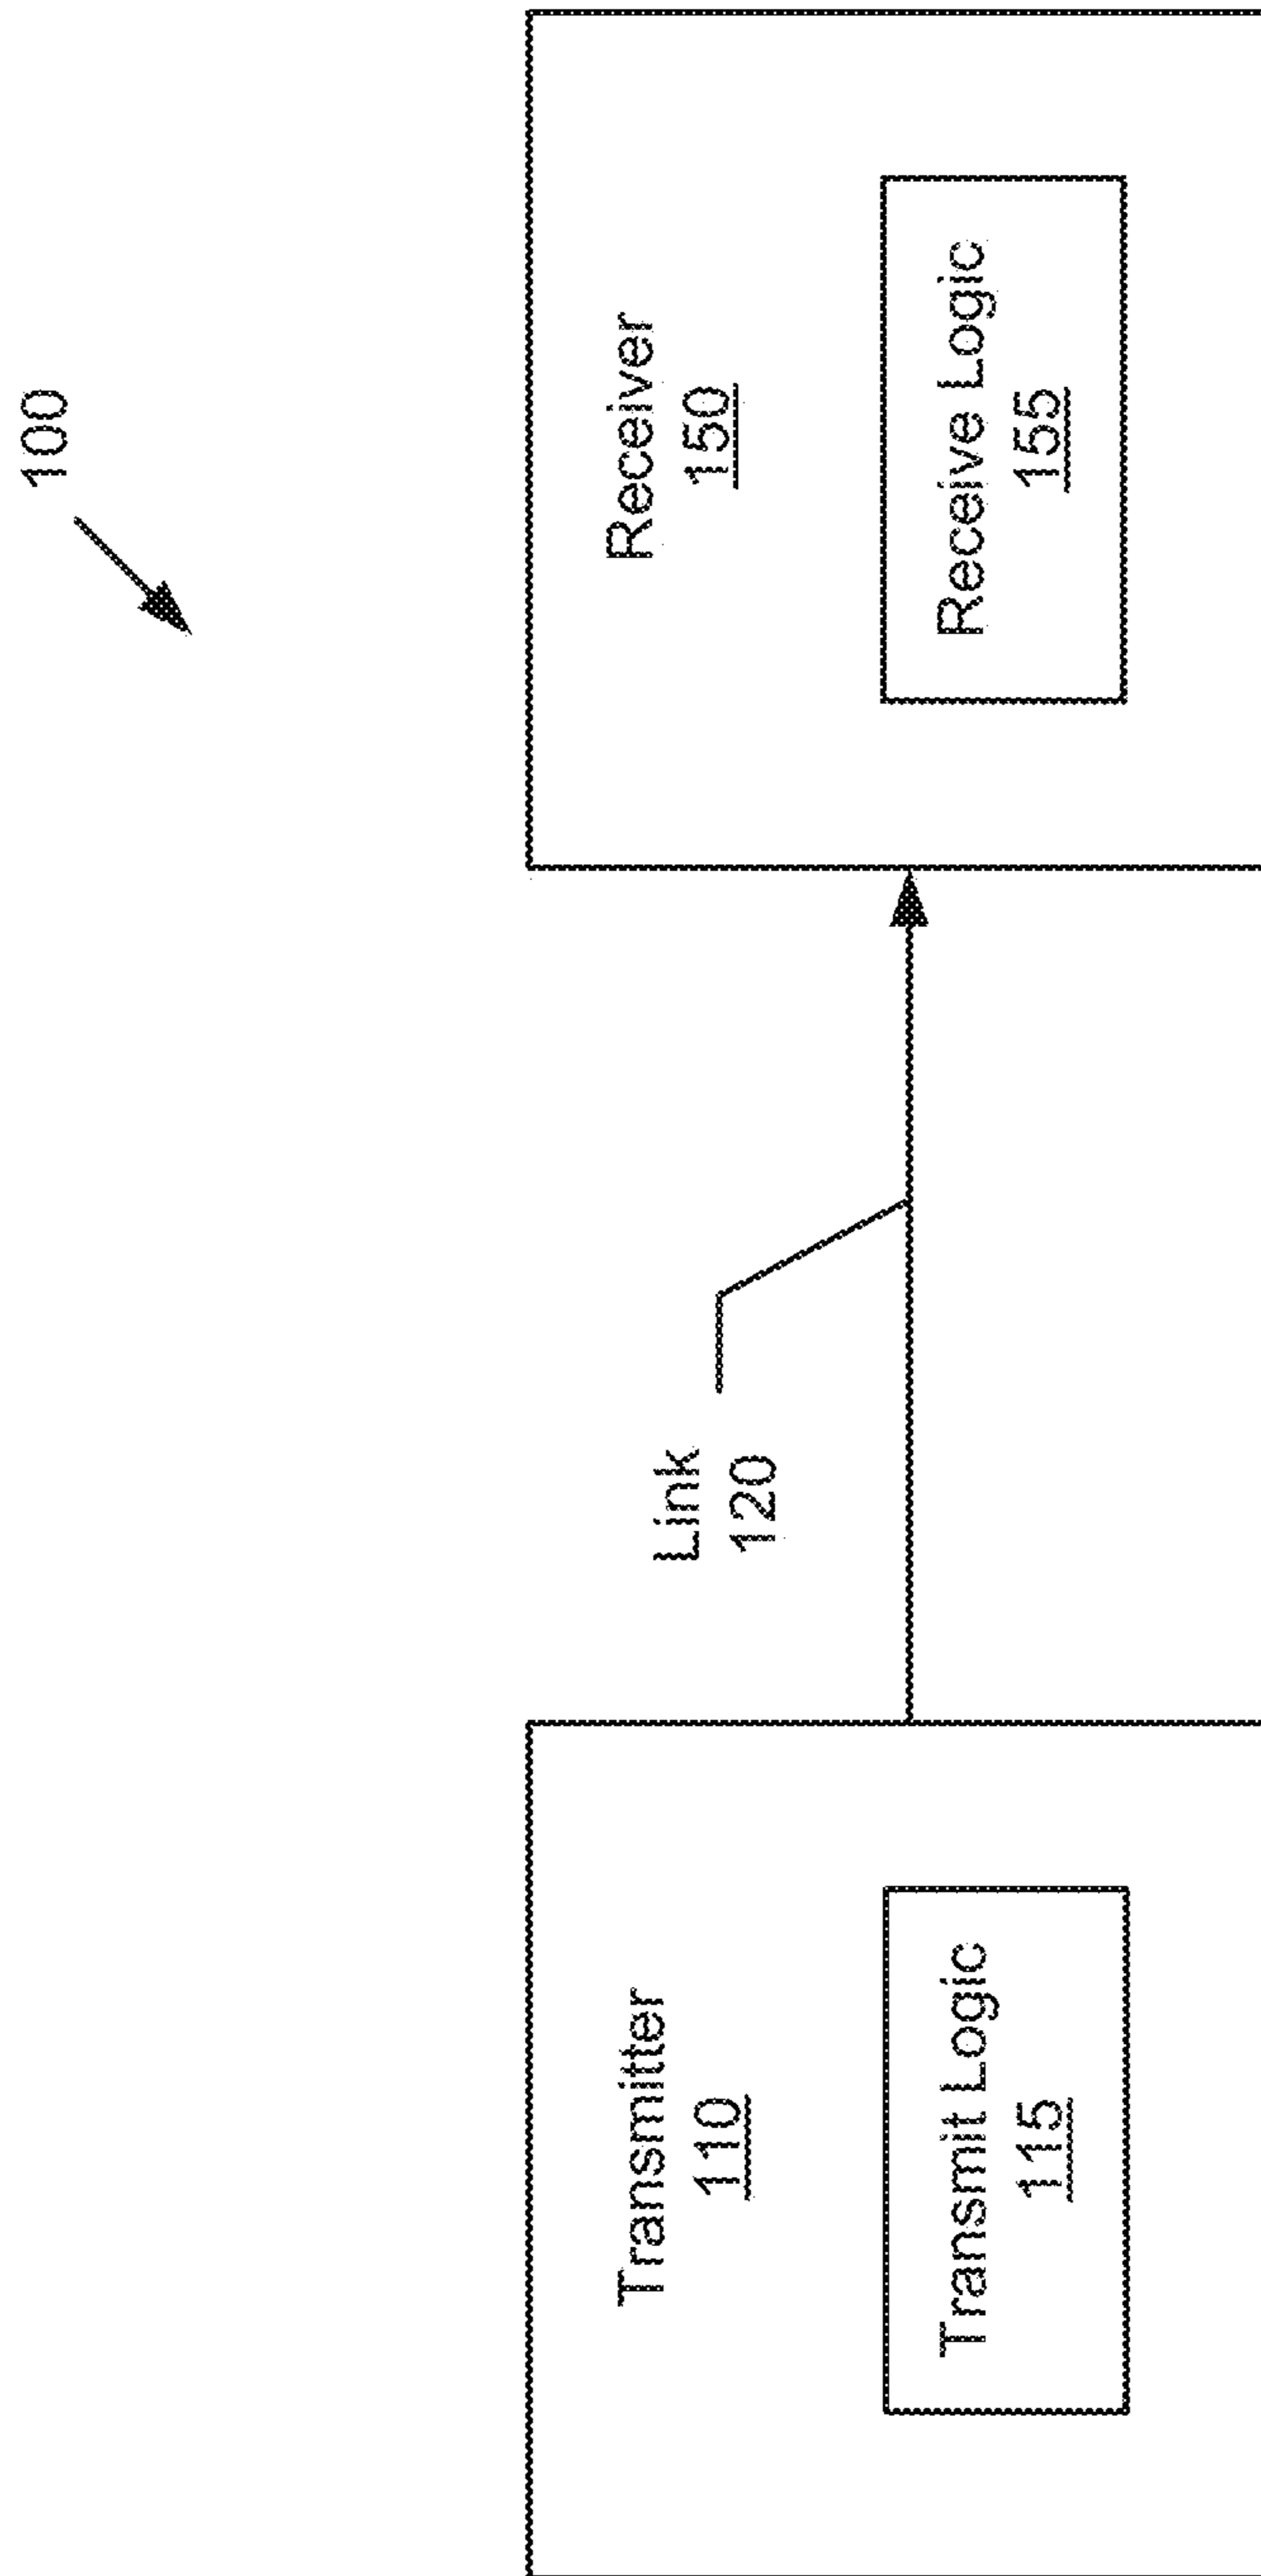 100
Transmitter
110
Transmit Logic
115
Link
120
Receiver
150
Receive Logic
155